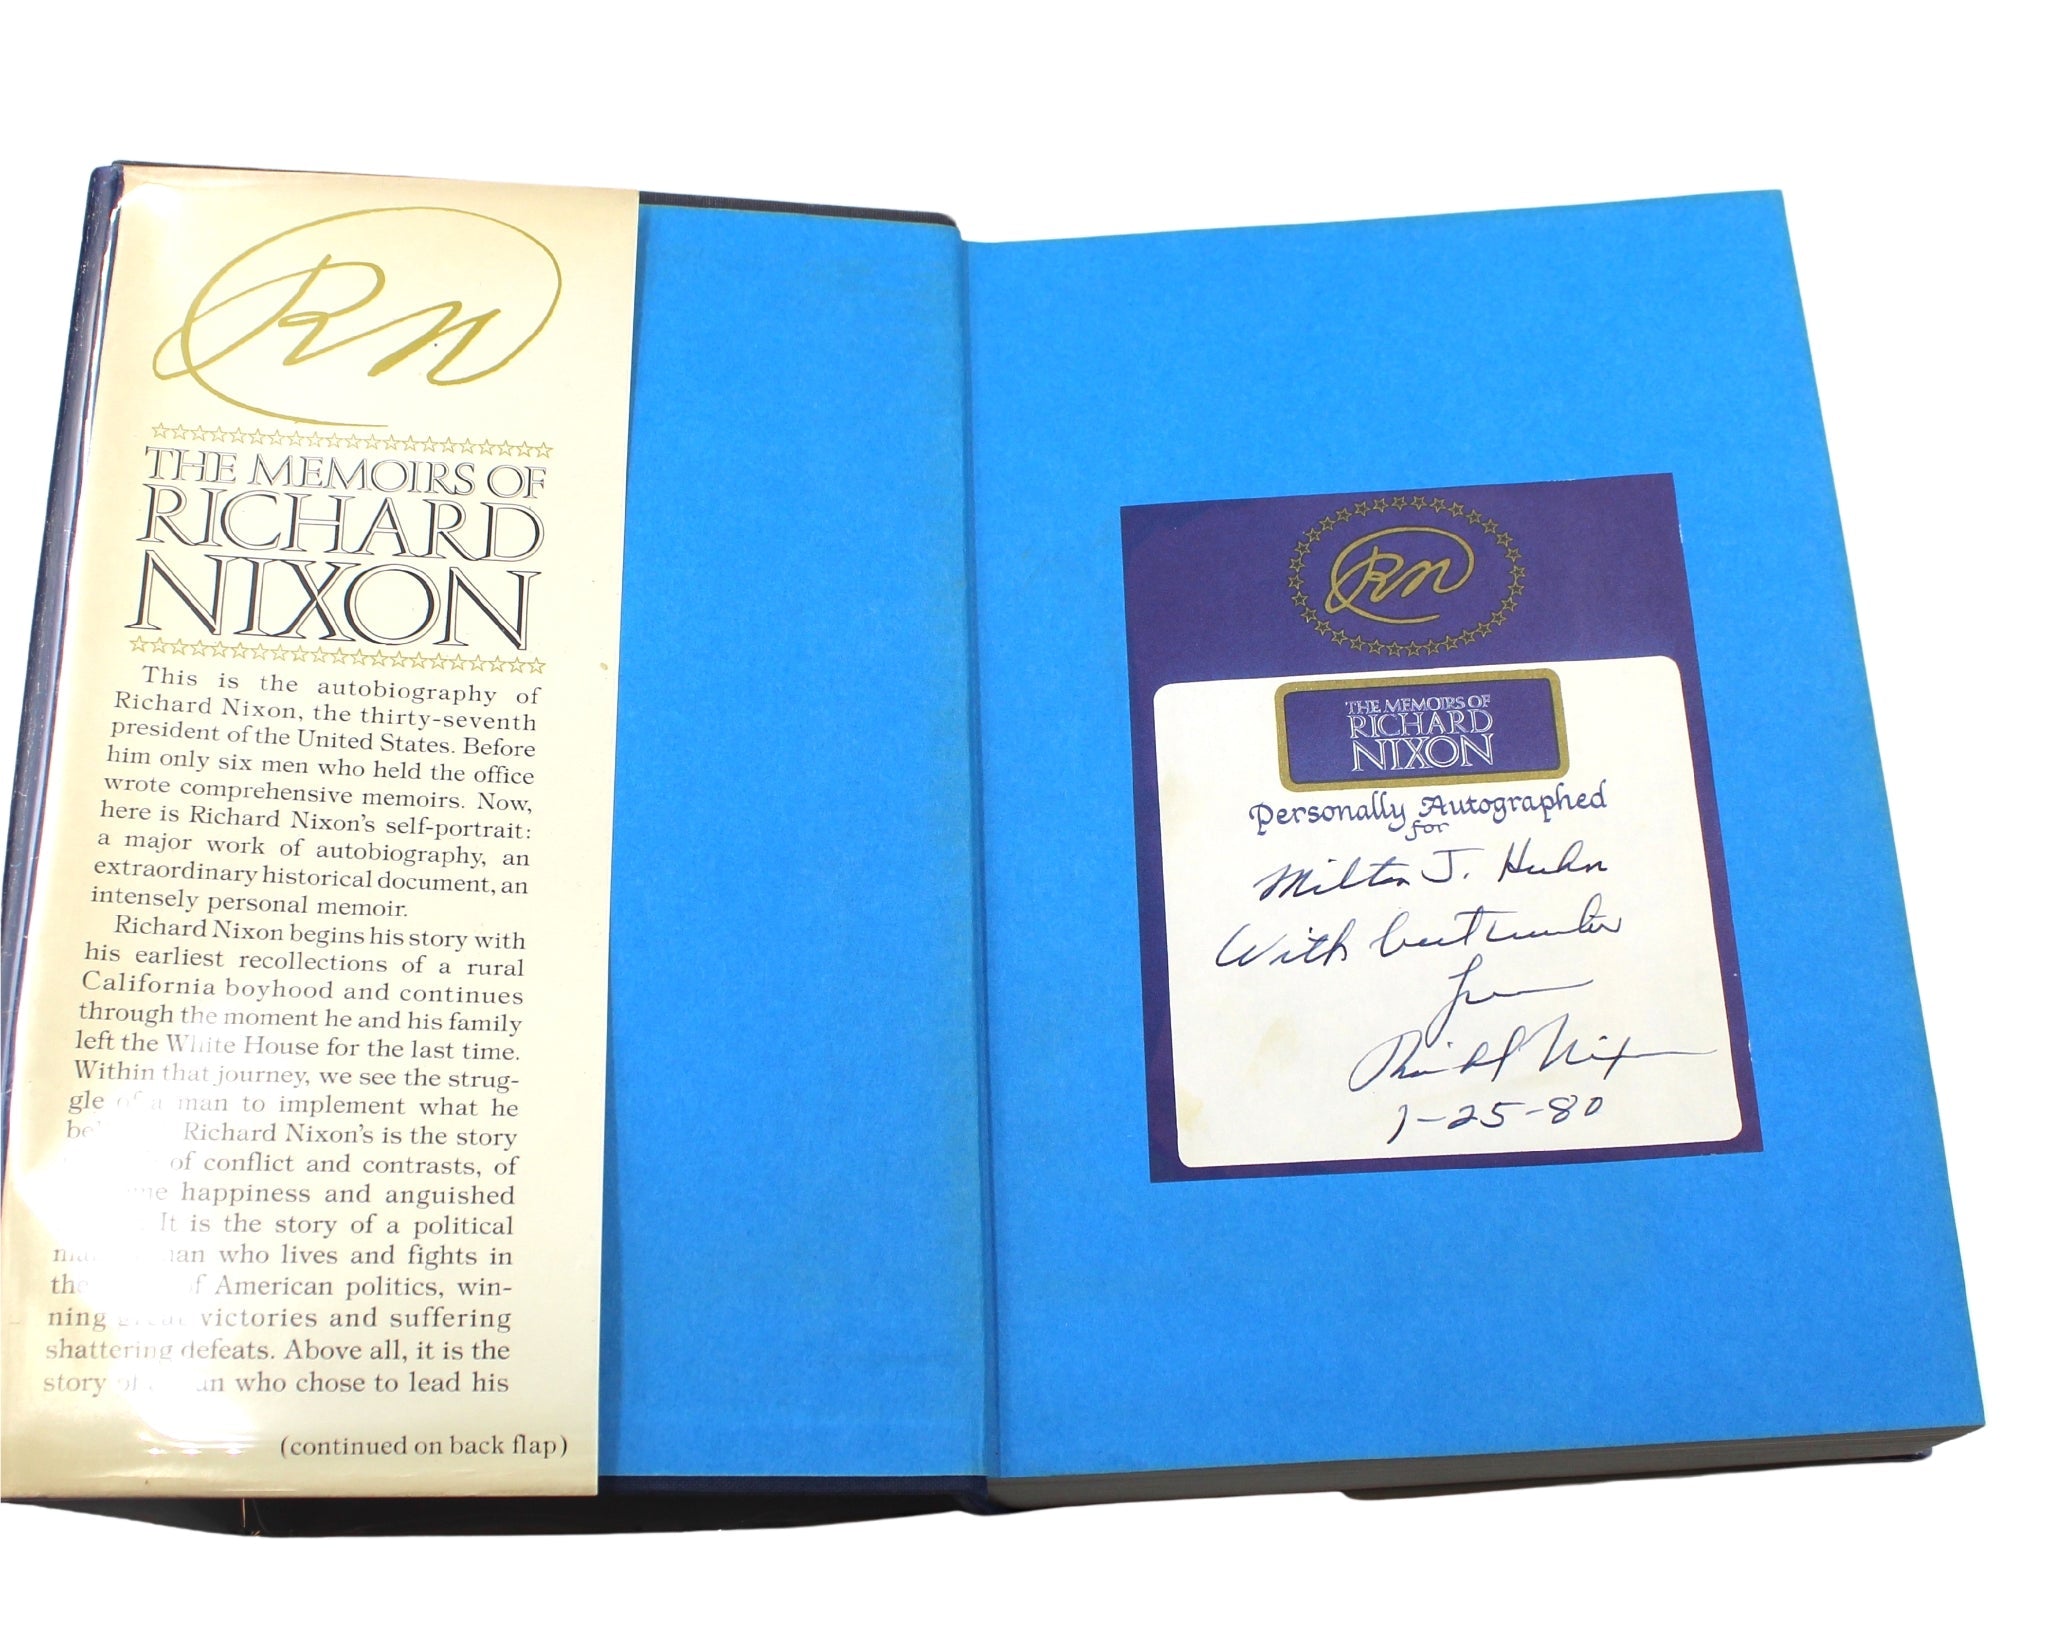 RN
THE MEMOIRS OF
RICHARD
NIXON
This is the autobiography of
Richard Nixon, the thirty-seventh
president of the United States. Before
him only six men who held the office
wrote comprehensive memoirs. Now,
here is Richard Nixon's self-portrait:
a major work of autobiography, an
extraordinary historical document, an
intensely personal memoir.
Richard Nixon begins his story with
his earliest recollections of a rural
California boyhood and continues
through the moment he and his family
left the White House for the last time.
Within that journey, we see the strug-
gle of a man to implement what he
Richard Nixon's is the story
of conflict and contrasts, of
happiness and anguished
It is the story of a political
man who lives and fights in
the of American politics, win-
ning great victories and suffering
shattering defeats. Above all, it is the
story of a man who chose to lead his
(continued on back flap)
RN
THE MEMOIRS OF
RICHARD
NIXON
Personally Autographed
for
Milton J. Huhn
With best wishes
from
Richard Nixon
1-25-80